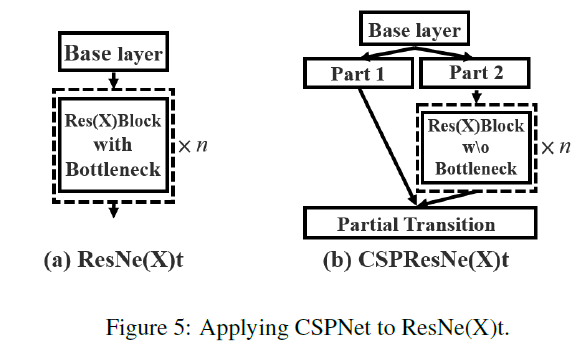 Base layer
Res(X)Block
with
Bottleneck
× n
(a) ResNe(X)t
Base layer
Part 1
Part 2
Res(X)Block
w\o
Bottleneck
× n
Partial Transition
(b) CSPResNe(X)t
Figure 5: Applying CSPNet to ResNe(X)t.